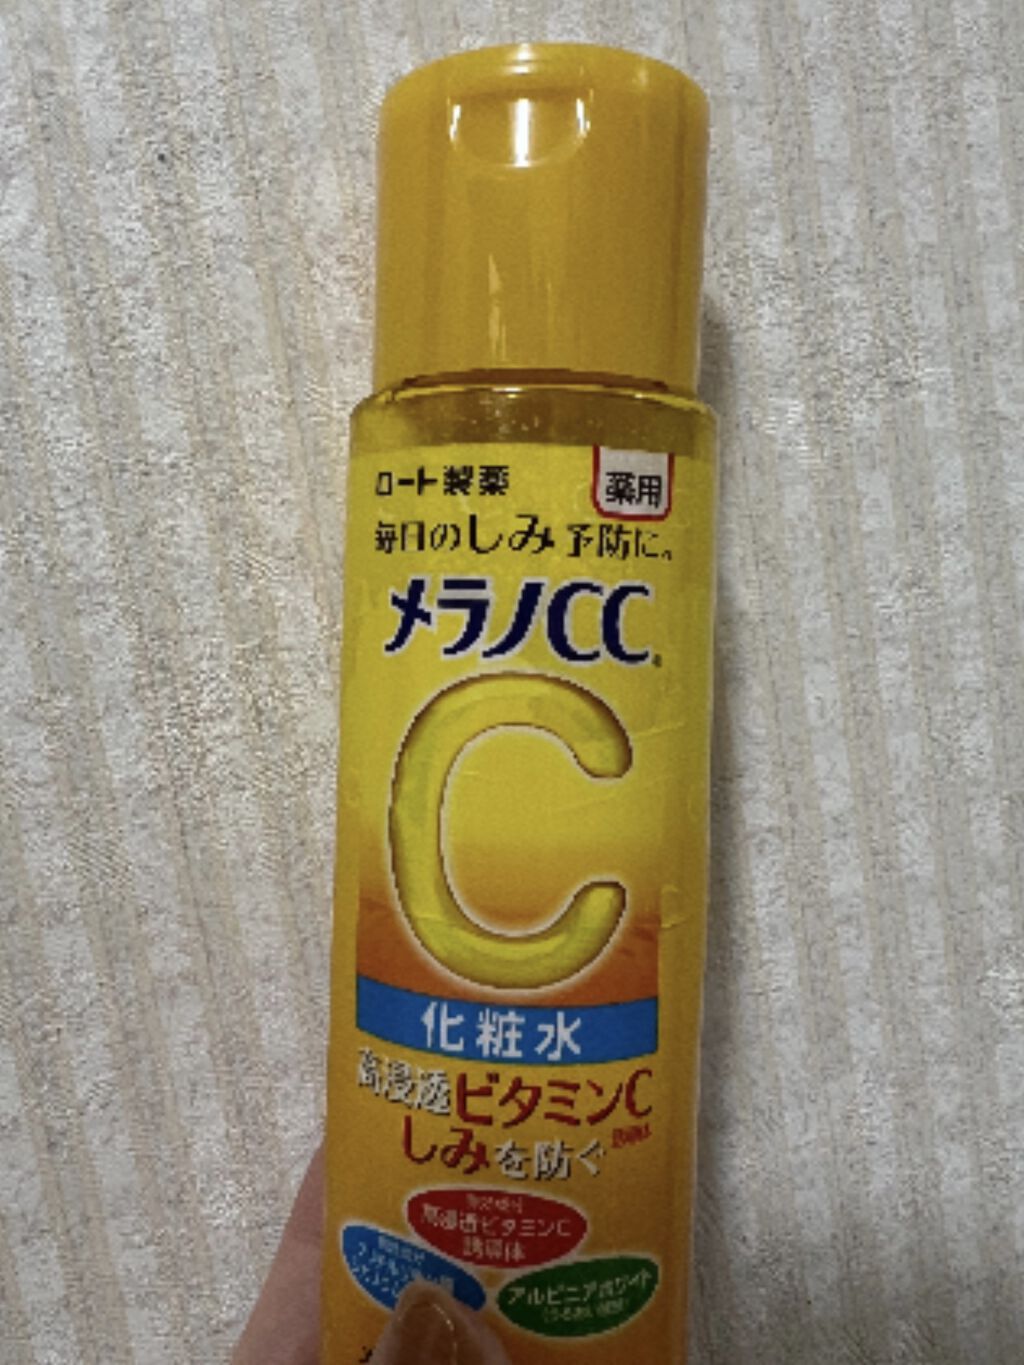 ロート製薬
薬用
毎日のしみ予防に。
メラノCC
C
化粧水
高浸透ビタミンC
しみを防ぐ
高浸透ビタミンC
誘導体
アルピニアホワイト